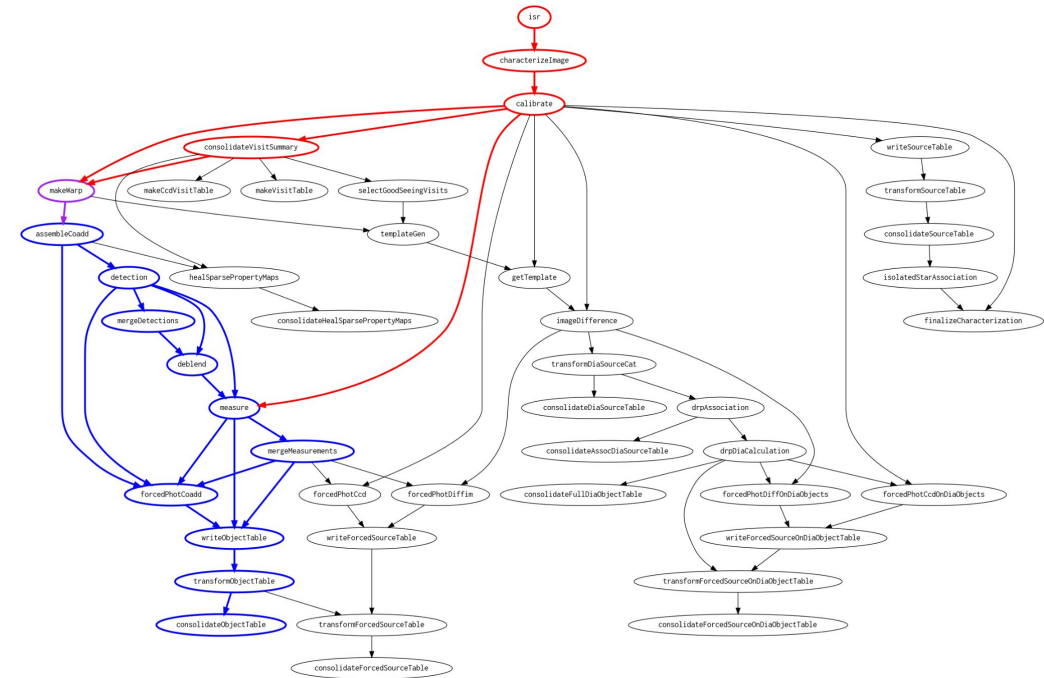 isr
characterizeImage
calibrate
consolidateVisitSummary
writeSourceTable
makeWarp
makeCcdVisitTable
makeVisitTable
selectGoodSeeingVisits
transformSourceTable
assembleCoadd
templateGen
consolidateSourceTable
detection
healSparsePropertyMaps
getTemplate
isolatedStarAssociation
mergeDetections
consolidateHealSparsePropertyMaps
imageDifference
finalizeCharacterization
deblend
transformDiaSourceCat
measure
consolidateDiaSourceTable
drpAssociation
mergeMeasurements
consolidateAssocDiaSourceTable
drpDiaCalculation
forcedPhotCoadd
forcedPhotCcd
forcedPhotDiffim
consolidateFullDiaObjectTable
forcedPhotDiffOnDiaObjects
forcedPhotCcdOnDiaObjects
writeObjectTable
writeForcedSourceTable
writeForcedSourceOnDiaObjectTable
transformObjectTable
transformForcedSourceOnDiaObjectTable
consolidateObjectTable
transformForcedSourceTable
consolidateForcedSourceOnDiaObjectTable
consolidateForcedSourceTable